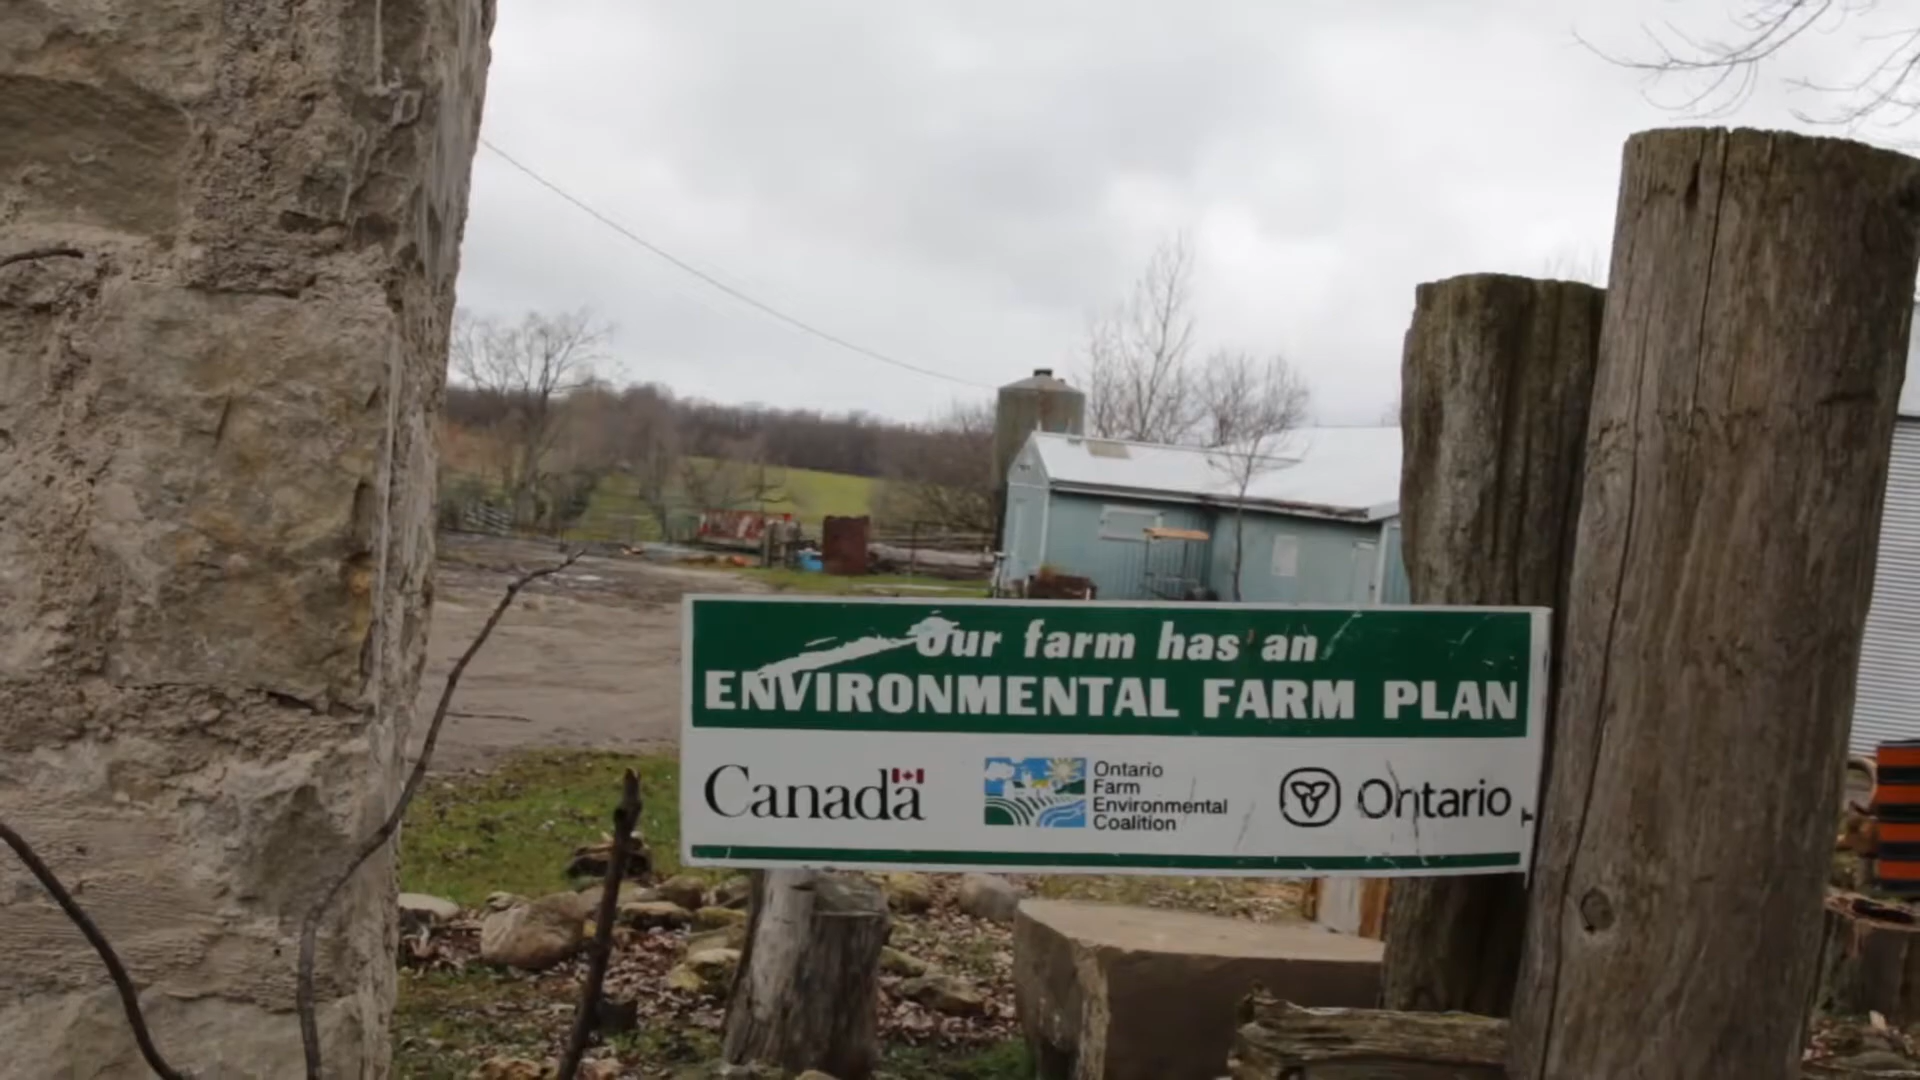 Our farm has an
ENVIRONMENTAL FARM PLAN
Canada
Ontario
Farm
Environmental
Coalition
Ontario